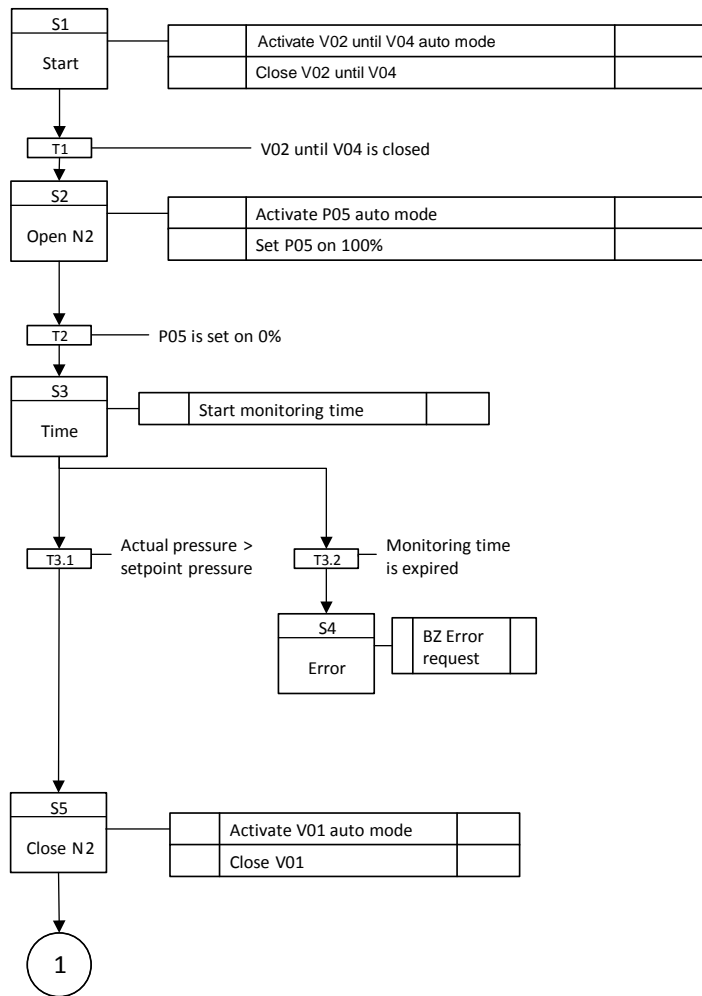 S1
Start
Activate V02 until V04 auto mode
Close V02 until V04
T1
V02 until V04 is closed
S2
Open N2
Activate P05 auto mode
Set P05 on 100%
T2
P05 is set on 0%
S3
Time
Start monitoring time
T3.1
Actual pressure >
setpoint pressure
T3.2
Monitoring time
is expired
S4
Error
BZ Error
request
S5
Close N2
Activate V01 auto mode
Close V01
1